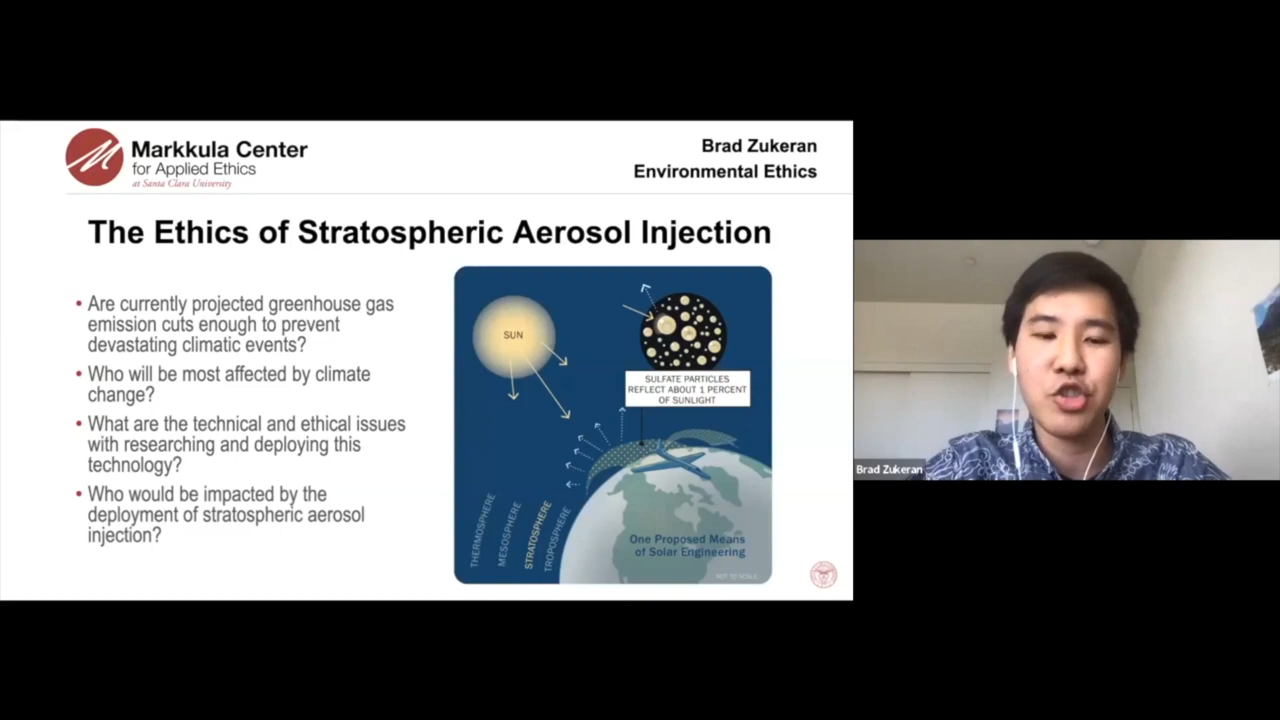 Markkula Center
for Applied Ethics
at Santa Clara University
Brad Zukeran
Environmental Ethics
The Ethics of Stratospheric Aerosol Injection
• Are currently projected greenhouse gas
emission cuts enough to prevent
devastating climatic events?
• Who will be most affected by climate
change?
• What are the technical and ethical issues
with researching and deploying this
technology?
• Who would be impacted by the
deployment of stratospheric aerosol
injection?
SUN
SULFATE PARTICLES
REFLECT ABOUT 1 PERCENT
OF SUNLIGHT
THERMOSPHERE
MESOSPHERE
STRATOSPHERE
TROPOSPHERE
One Proposed Means
of Solar Engineering
NOT TO SCALE
Brad Zukeran